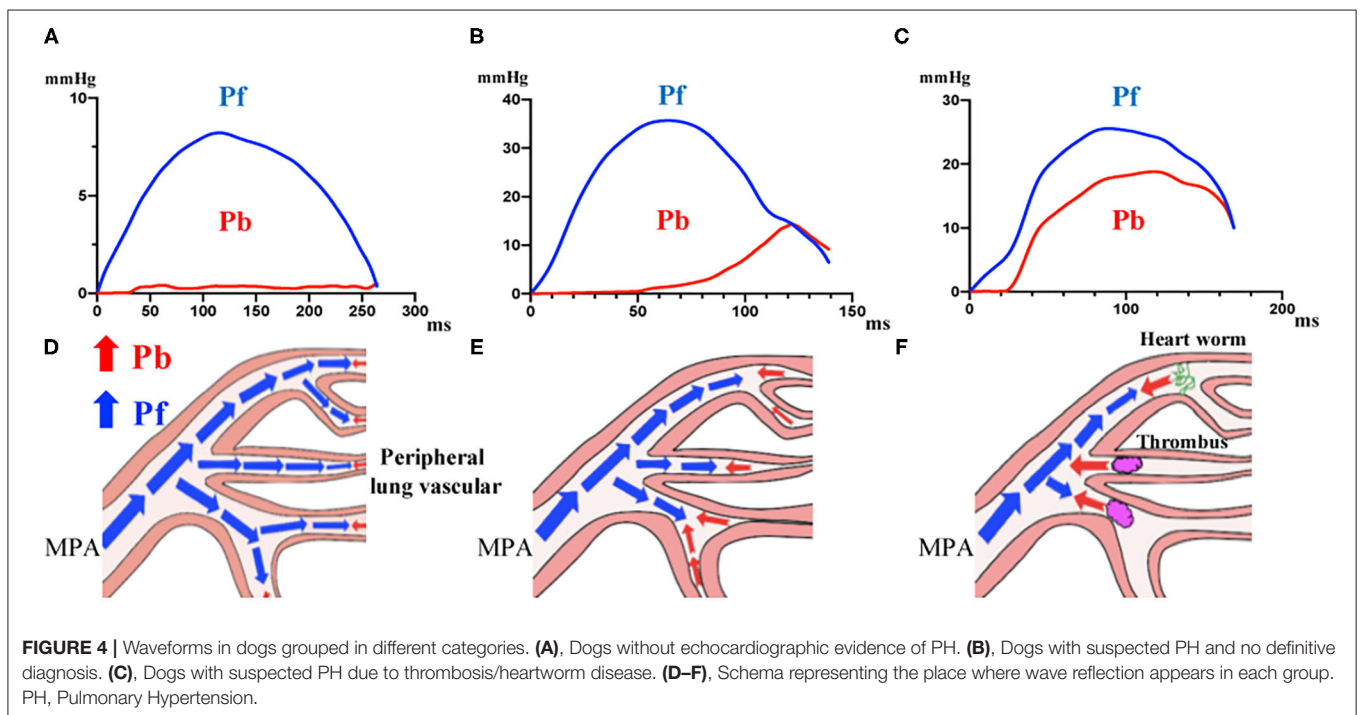 A
B
C
mmHg
10
5
0
0
50
100
150
200
250
300
ms
Pf
Pb
mmHg
40
30
20
10
0
0
50
100
150
ms
Pf
Pb
mmHg
30
20
10
0
0
100
200
ms
Pf
Pb
D
Pb
Pf
MPA
Peripheral
lung vascular
E
MPA
F
Heart worm
Thrombus
MPA
FIGURE 4 | Waveforms in dogs grouped in different categories. (A), Dogs without echocardiographic evidence of PH. (B), Dogs with suspected PH and no definitive
diagnosis. (C), Dogs with suspected PH due to thrombosis/heartworm disease. (D–F), Schema representing the place where wave reflection appears in each group.
PH, Pulmonary Hypertension.